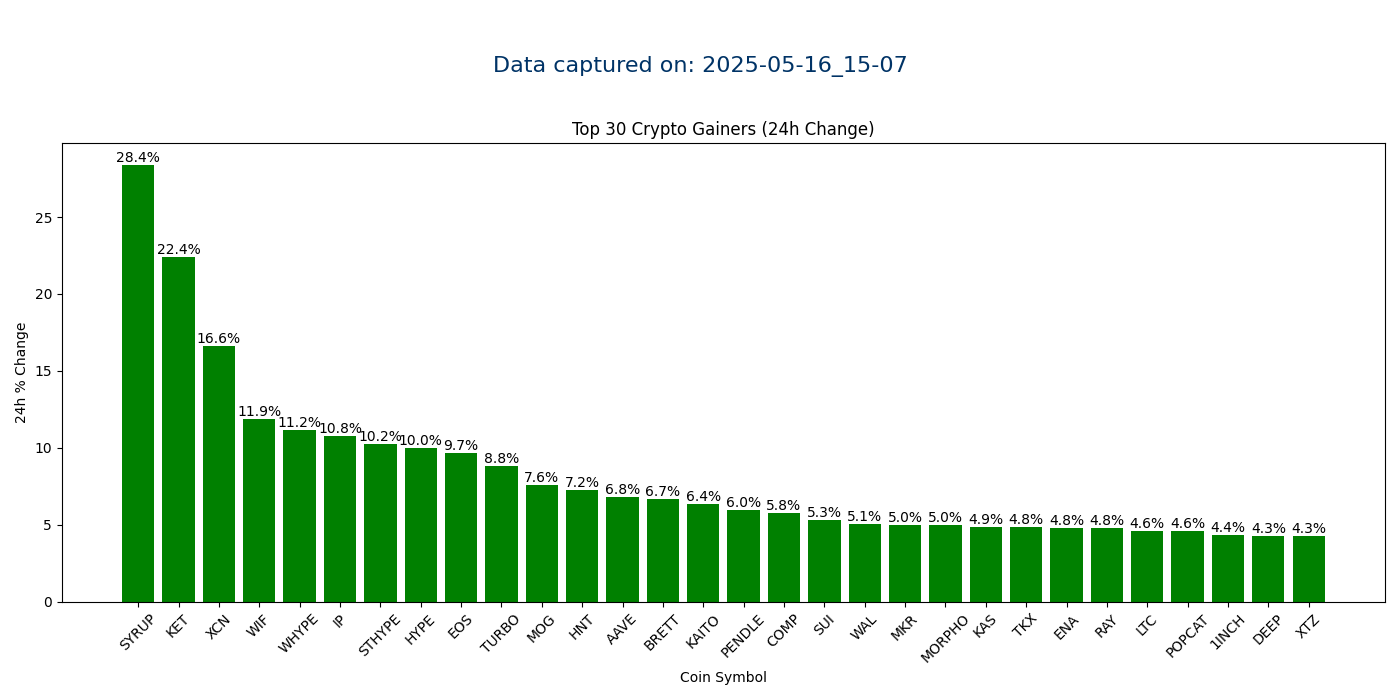 Data captured on: 2025-05-16_15-07
Top 30 Crypto Gainers (24h Change)
28.4%
22.4%
16.6%
11.9%
11.2%
10.8%
10.2%
10.0%
9.7%
8.8%
7.6%
7.2%
6.8%
6.7%
6.4%
6.0%
5.8%
5.3%
5.1%
5.0%
5.0%
4.9%
4.8%
4.8%
4.8%
4.6%
4.6%
4.4%
4.3%
4.3%
24h % Change
25
20
15
10
5
0
SYRUP
KET
XCN
WIF
WHYPE
IP
STHYPE
HYPE
EOS
TURBO
MOG
HNT
AAVE
BRETT
KAITO
PENDLE
COMP
SUI
WAL
MKR
MORPHO
KAS
TKX
ENA
RAY
LTC
POPCAT
1INCH
DEEP
XTZ
Coin Symbol